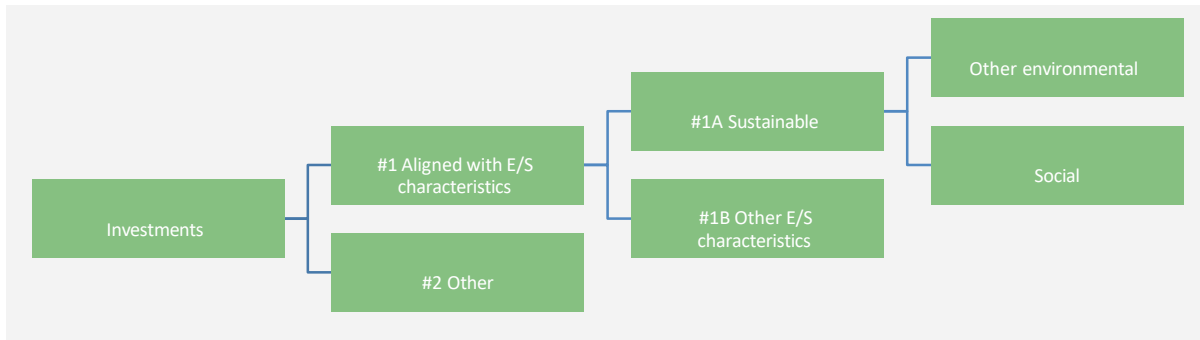 Investments
#1 Aligned with E/S
characteristics
#2 Other
#1A Sustainable
#1B Other E/S
characteristics
Other environmental
Social